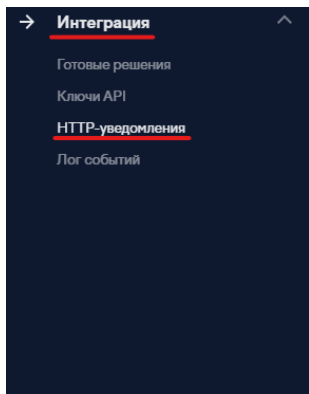 Интеграция
Готовые решения
Ключи API
HTTP-уведомления
Лог событий